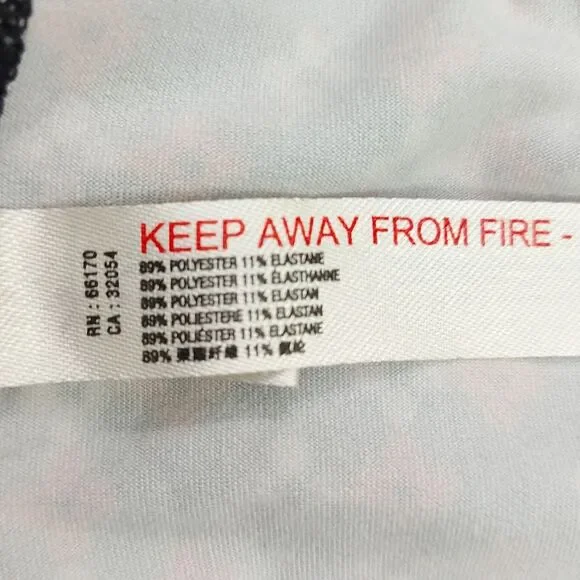 RN : 66170
CA : 32054
KEEP AWAY FROM FIRE -
89% POLYESTER 11% ELASTANE
89% POLYESTER 11% ÉLASTHANNE
89% POLYESTER 11% ELASTAN
89% POLIESTERE 11% ELASTAN
89% POLIÉSTER 11% ELASTANE
89% 聚酯纤维 11% 氨纶